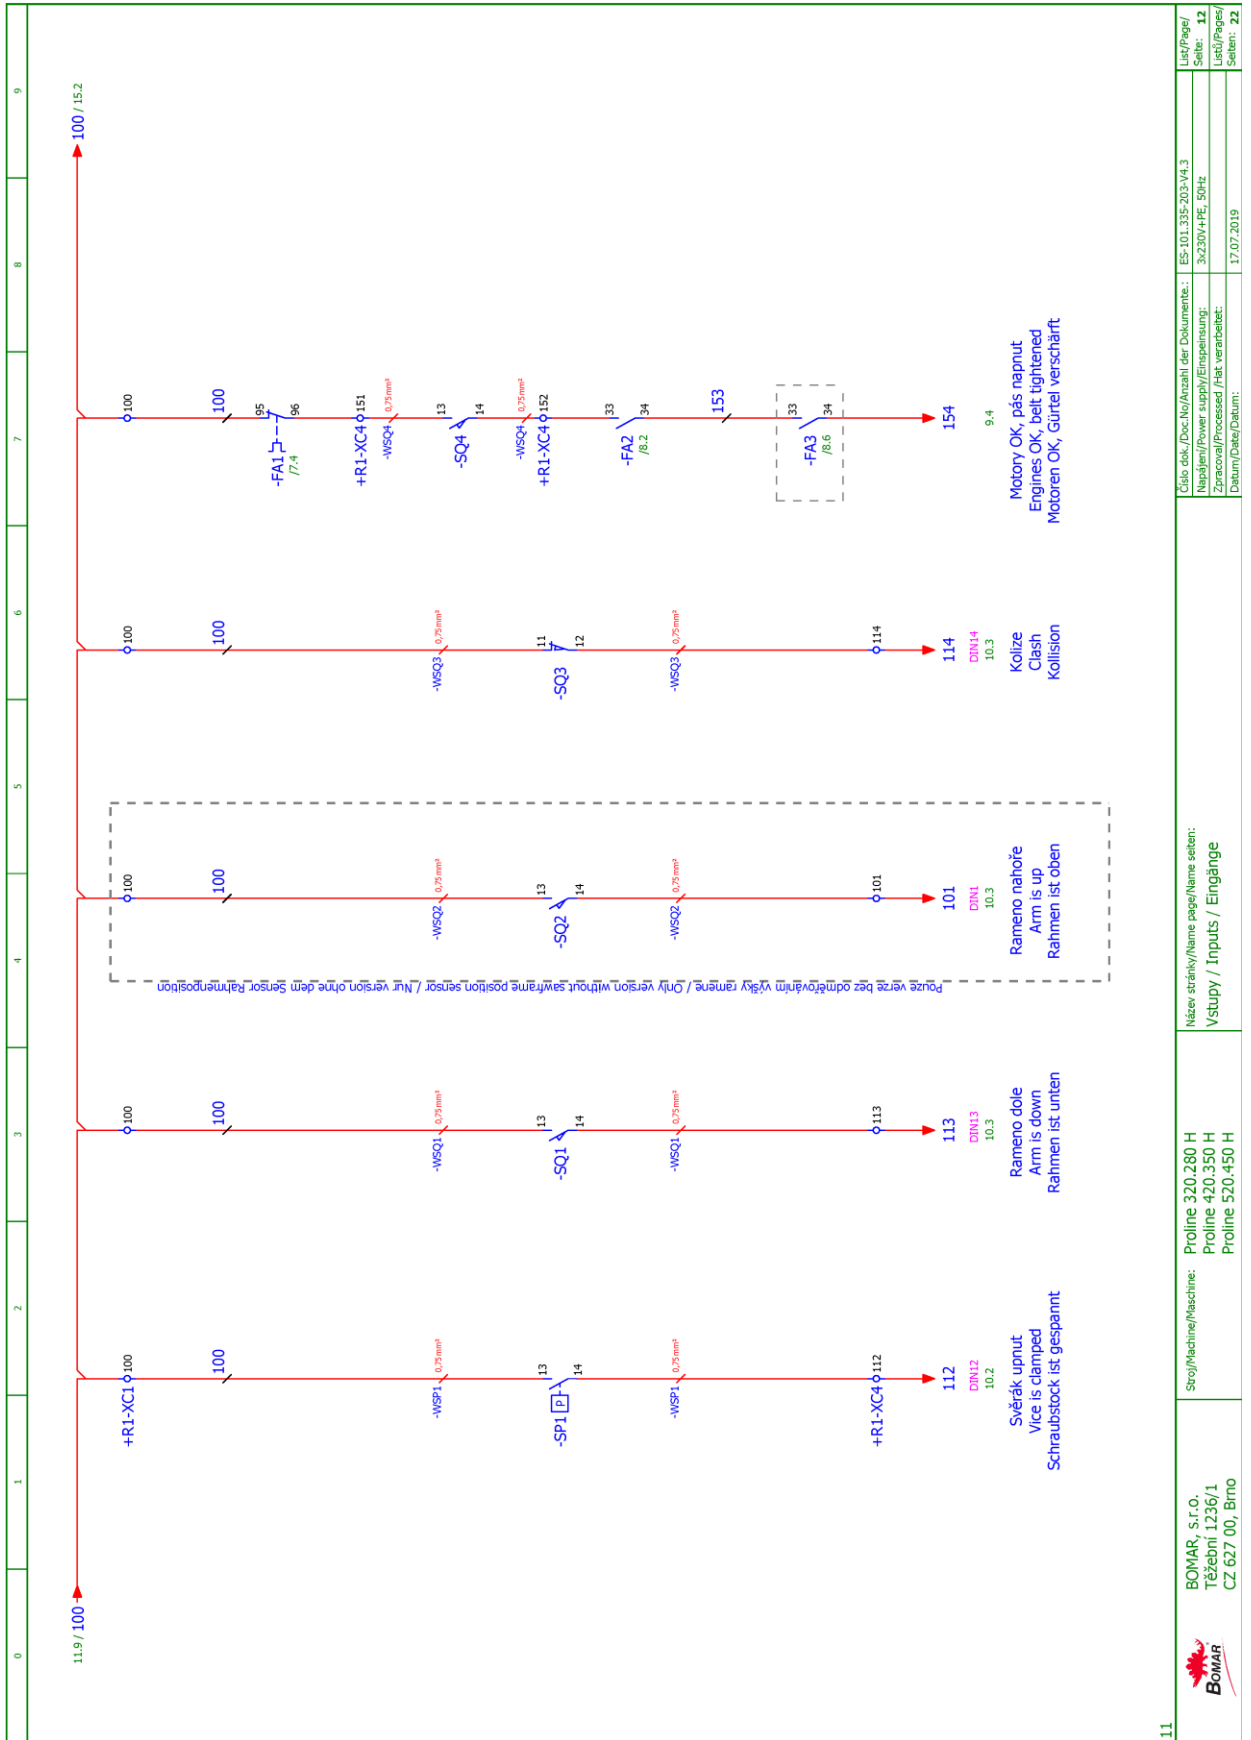 0
1
2
3
4
5
6
7
8
9
11.9 / 100
100 / 15.2
+R1-XC1
100
100
-WSP1
0,75mm²
-SP1
P
13
14
-WSP1
0,75mm²
+R1-XC4
112
112
DIN12
10.2
Svěrák upnut
Vice is clamped
Schraubstock ist gespannt
100
100
-WSQ1
0,75mm²
-SQ1
13
14
-WSQ1
0,75mm²
113
113
DIN13
10.3
Rameno dole
Arm is down
Rahmen ist unten
Pouze verze bez odměřováním výšky ramene / Only version without sawframe position sensor / Nur version ohne dem Sensor Rahmenposition
100
100
-WSQ2
0,75mm²
-SQ2
13
14
-WSQ2
0,75mm²
101
101
DIN1
10.3
Rameno nahoře
Arm is up
Rahmen ist oben
100
100
-WSQ3
0,75mm²
-SQ3
11
12
-WSQ3
0,75mm²
114
114
DIN14
10.3
Kolize
Clash
Kollision
100
100
-FA1
/7.4
95
96
+R1-XC4
151
-WSQ4
0,75mm²
-SQ4
13
14
-WSQ4
0,75mm²
+R1-XC4
152
-FA2
/8.2
33
34
153
-FA3
/8.6
33
34
154
9.4
Motory OK, pás napnut
Engines OK, belt tightened
Motoren OK, Gürtel verschärft
11
BOMAR
BOMAR, s.r.o.
Těžební 1236/1
CZ 627 00, Brno
Stroj/Machine/Maschine:
Proline 320.280 H
Proline 420.350 H
Proline 520.450 H
Název stránky/Name page/Name seiten:
Vstupy / Inputs / Eingänge
Číslo dok./Doc.No/Anzahl der Dokumente.:
ES-101.335-203-V4.3
Napájení/Power supply/Einspeinsung:
3x230V+PE, 50Hz
Zpracoval/Processed /Hat verarbeitet:
Datum/Date/Datum:
17.07.2019
List/Page/
Seite: 12
Listů/Pages/
Seiten: 22